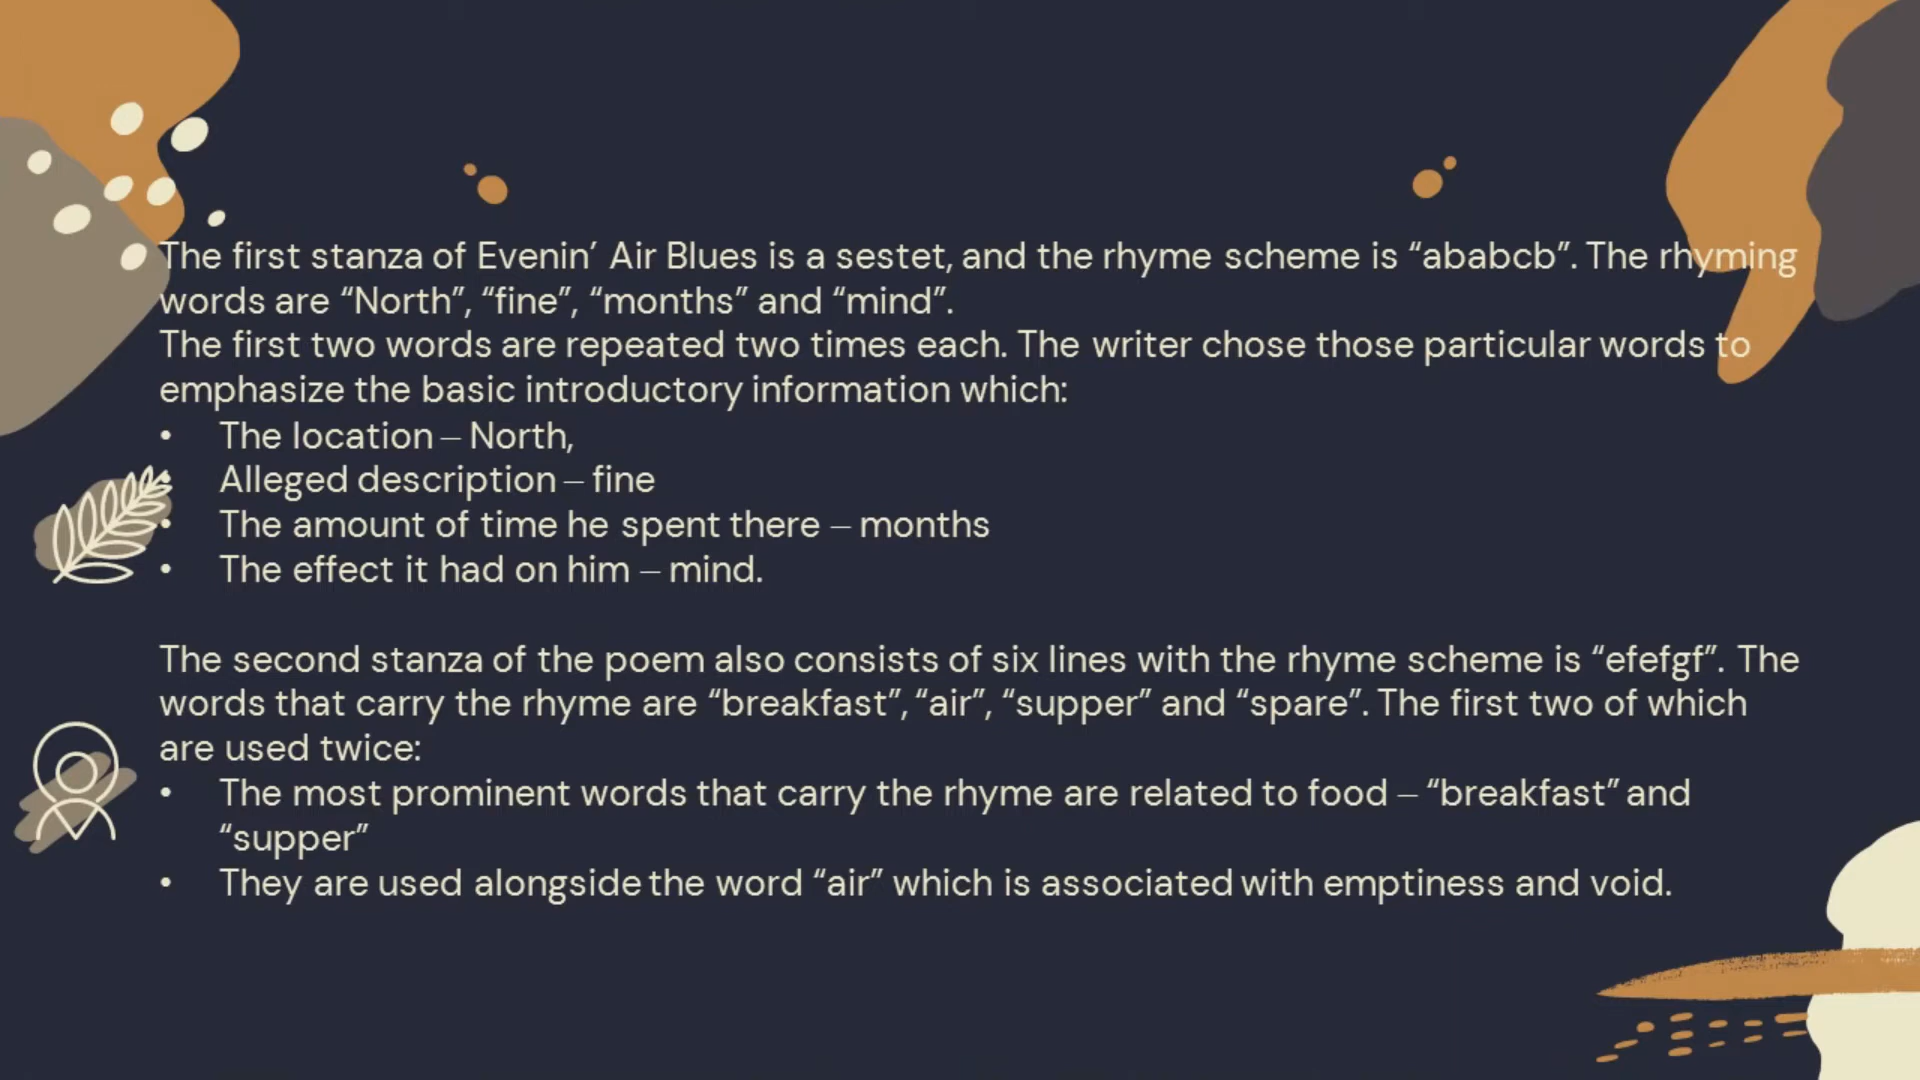 The first stanza of Evenin’ Air Blues is a sestet, and the rhyme scheme is “ababcb”. The rhyming
words are “North”, “fine”, “months” and “mind”.
The first two words are repeated two times each. The writer chose those particular words to
emphasize the basic introductory information which:
• The location – North,
• Alleged description – fine
• The amount of time he spent there – months
• The effect it had on him – mind.
The second stanza of the poem also consists of six lines with the rhyme scheme is “efefgf”. The
words that carry the rhyme are “breakfast”, “air”, “supper” and “spare”. The first two of which
are used twice:
• The most prominent words that carry the rhyme are related to food – “breakfast” and
“supper”
• They are used alongside the word “air” which is associated with emptiness and void.